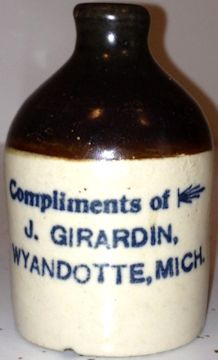 Compliments of
J. GIRARDIN,
WYANDOTTE, MICH.